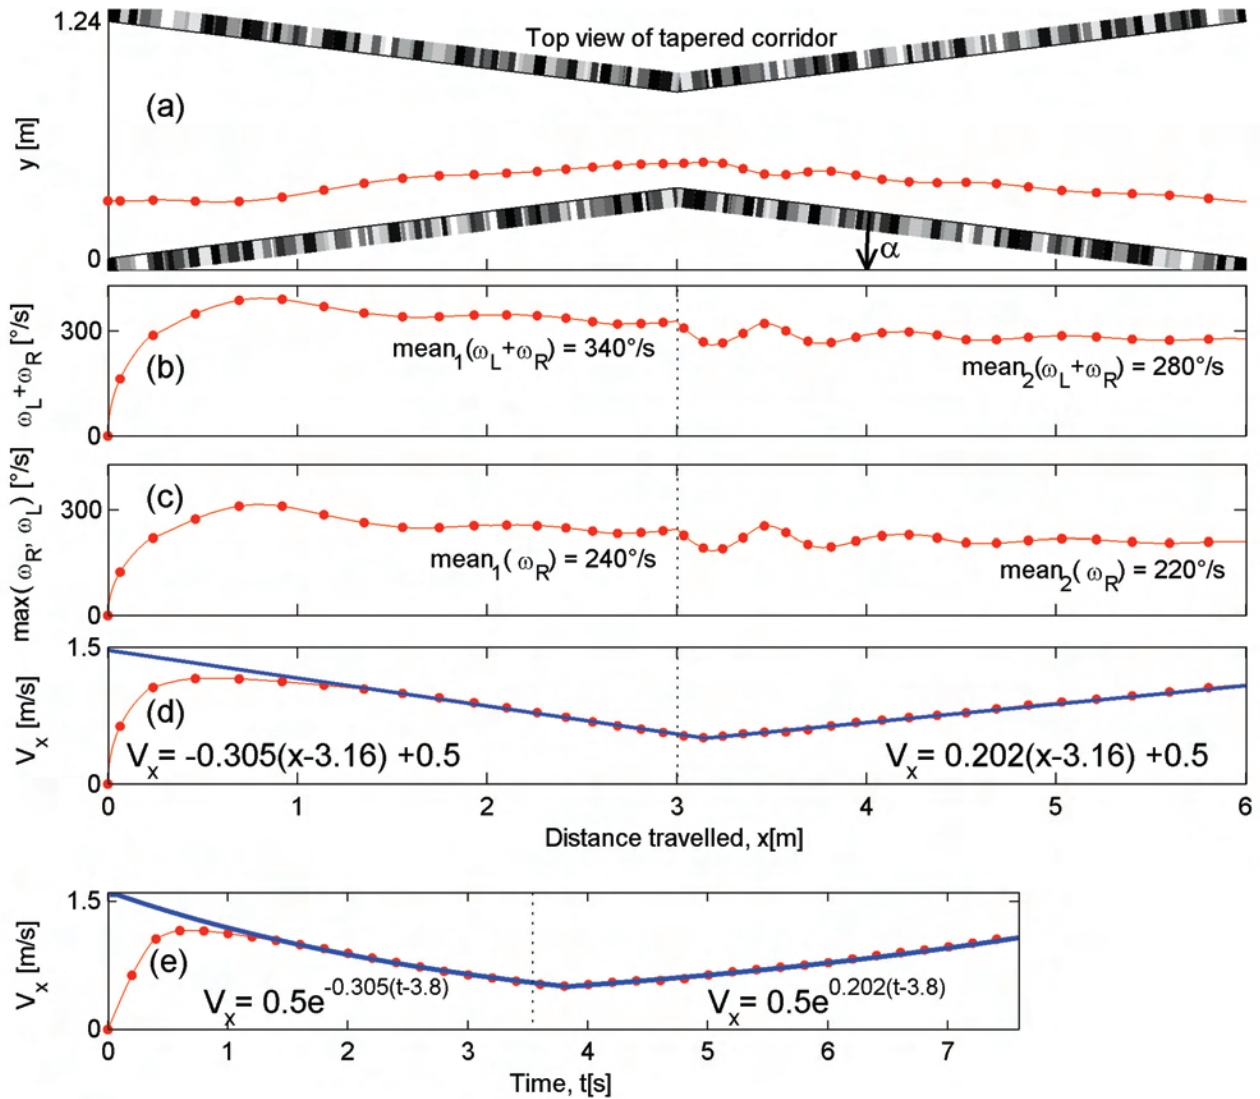 1.24
Top view of tapered corridor
(a)
y [m]
0
α
ω_L+ω_R [°/s]
300
(b)
mean_1(ω_L+ω_R) = 340°/s
mean_2(ω_L+ω_R) = 280°/s
0
max(ω_R, ω_L) [°/s]
(c)
300
mean_1(ω_R) = 240°/s
mean_2(ω_R) = 220°/s
0
1.5
V_x [m/s]
(d)
V_x= -0.305(x-3.16) +0.5
V_x= 0.202(x-3.16) +0.5
0
0 1 2 3 4 5 6
Distance travelled, x[m]
1.5
V_x [m/s]
(e)
V_x= 0.5e^-0.305(t-3.8)
V_x= 0.5e^0.202(t-3.8)
0
0 1 2 3 4 5 6 7
Time, t[s]